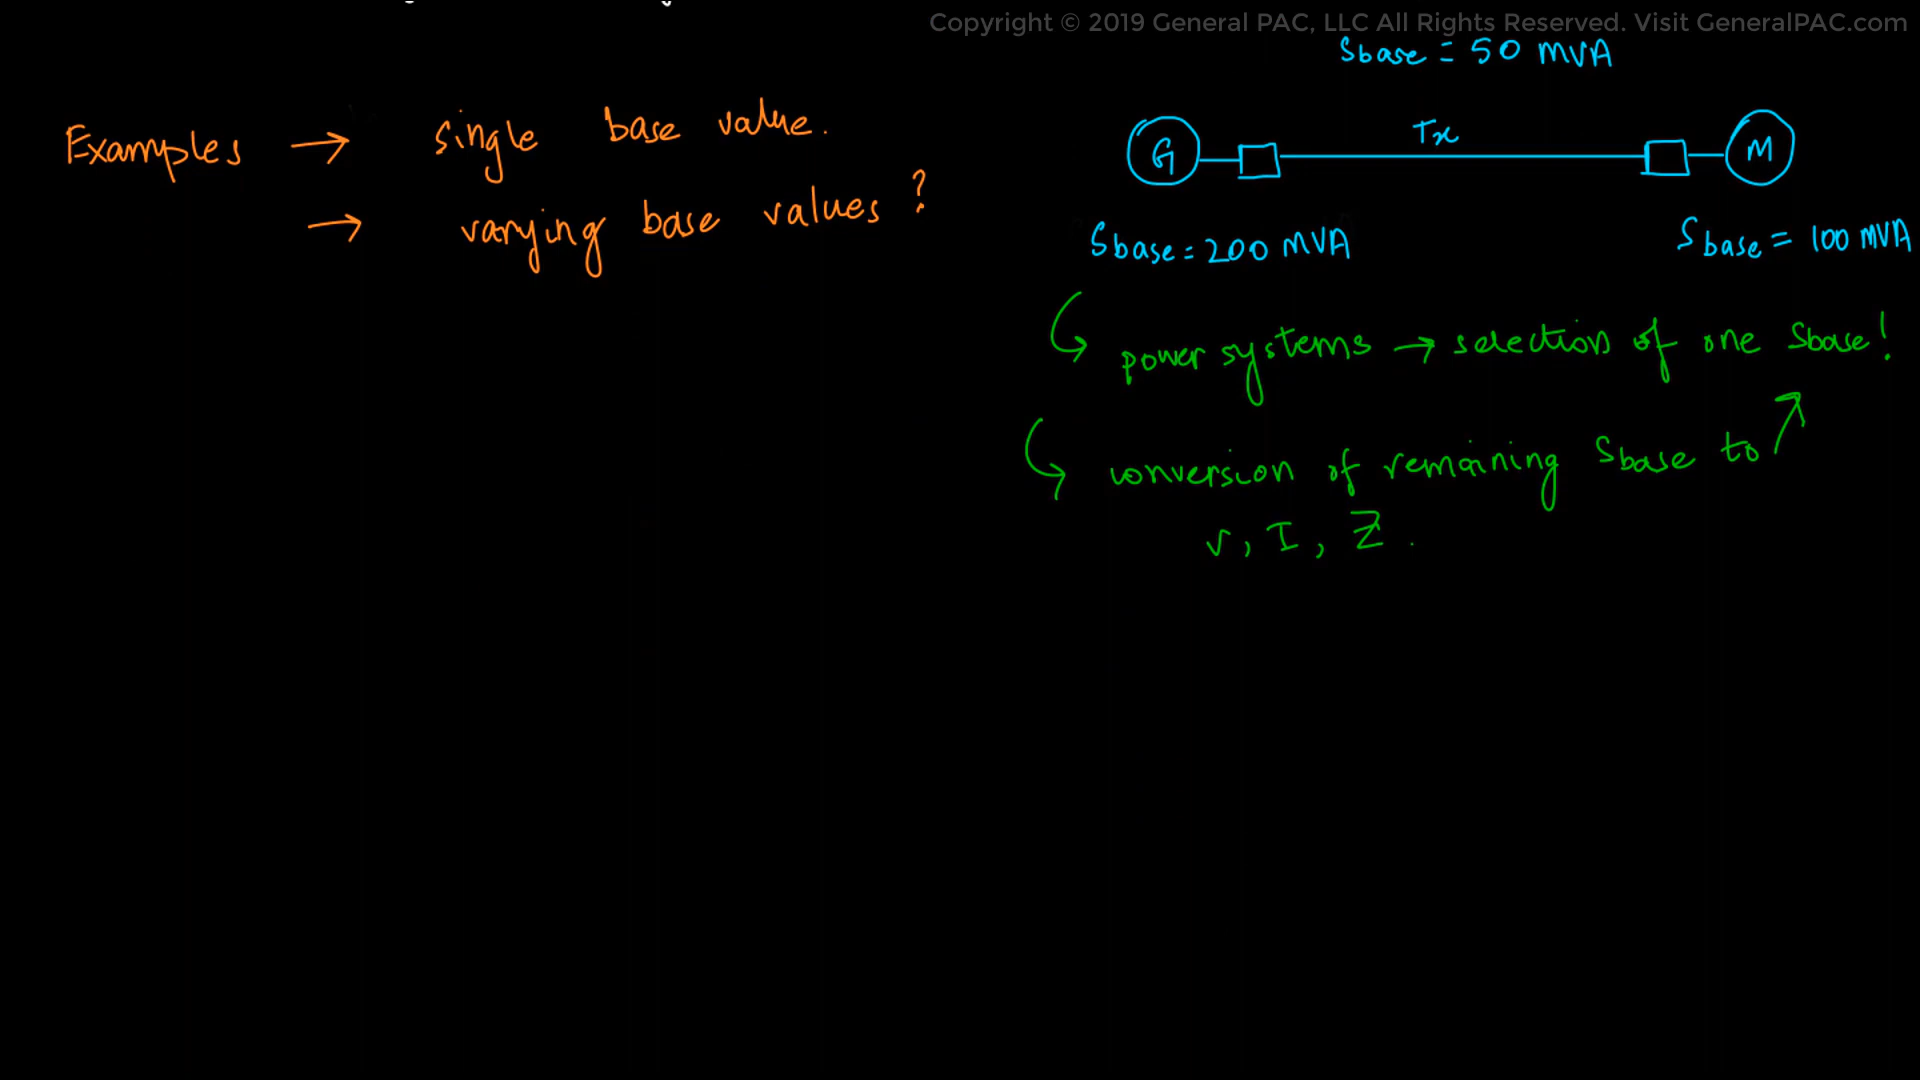 Copyright © 2019 General PAC, LLC All Rights Reserved. Visit GeneralPAC.com
Examples → single base value.
→ varying base values?
Sbase = 50 MVA
G Tx M
Sbase = 200 MVA
Sbase = 100 MVA
power systems → selection of one Sbase!
conversion of remaining Sbase to
V, I, Z.